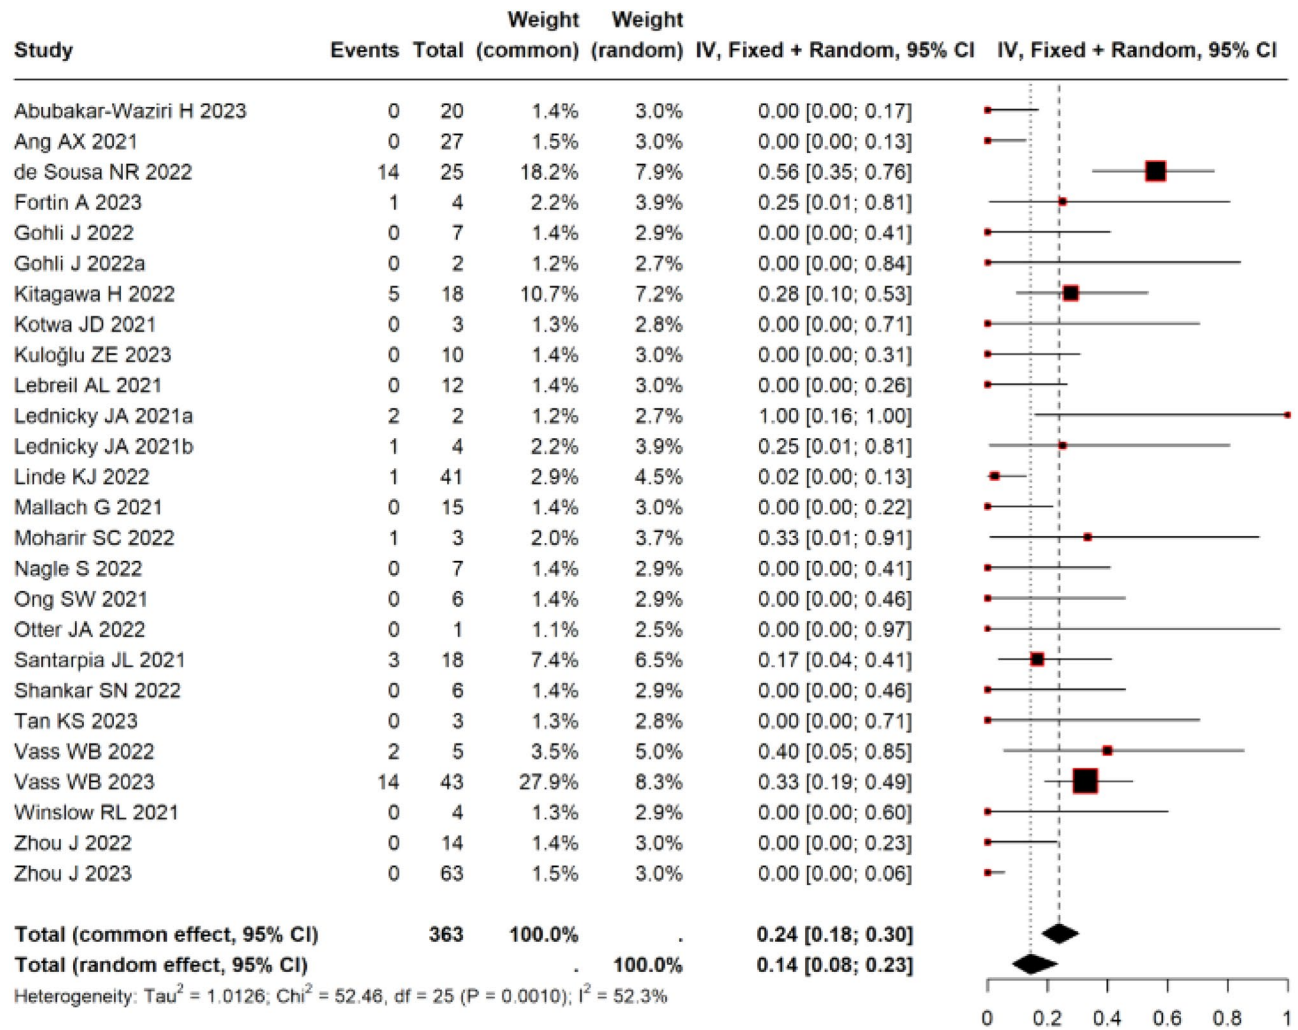 Weight Weight
Study Events Total (common) (random) IV, Fixed + Random, 95% CI IV, Fixed + Random, 95% CI
Abubakar-Waziri H 2023 0 20 1.4% 3.0% 0.00 [0.00; 0.17]
Ang AX 2021 0 27 1.5% 3.0% 0.00 [0.00; 0.13]
de Sousa NR 2022 14 25 18.2% 7.9% 0.56 [0.35; 0.76]
Fortin A 2023 1 4 2.2% 3.9% 0.25 [0.01; 0.81]
Gohli J 2022 0 7 1.4% 2.9% 0.00 [0.00; 0.41]
Gohli J 2022a 0 2 1.2% 2.7% 0.00 [0.00; 0.84]
Kitagawa H 2022 5 18 10.7% 7.2% 0.28 [0.10; 0.53]
Kotwa JD 2021 0 3 1.3% 2.8% 0.00 [0.00; 0.71]
Kuloğlu ZE 2023 0 10 1.4% 3.0% 0.00 [0.00; 0.31]
Lebreil AL 2021 0 12 1.4% 3.0% 0.00 [0.00; 0.26]
Lednicky JA 2021a 2 2 1.2% 2.7% 1.00 [0.16; 1.00]
Lednicky JA 2021b 1 4 2.2% 3.9% 0.25 [0.01; 0.81]
Linde KJ 2022 1 41 2.9% 4.5% 0.02 [0.00; 0.13]
Mallach G 2021 0 15 1.4% 3.0% 0.00 [0.00; 0.22]
Moharir SC 2022 1 3 2.0% 3.7% 0.33 [0.01; 0.91]
Nagle S 2022 0 7 1.4% 2.9% 0.00 [0.00; 0.41]
Ong SW 2021 0 6 1.4% 2.9% 0.00 [0.00; 0.46]
Otter JA 2022 0 1 1.1% 2.5% 0.00 [0.00; 0.97]
Santarpia JL 2021 3 18 7.4% 6.5% 0.17 [0.04; 0.41]
Shankar SN 2022 0 6 1.4% 2.9% 0.00 [0.00; 0.46]
Tan KS 2023 0 3 1.3% 2.8% 0.00 [0.00; 0.71]
Vass WB 2022 2 5 3.5% 5.0% 0.40 [0.05; 0.85]
Vass WB 2023 14 43 27.9% 8.3% 0.33 [0.19; 0.49]
Winslow RL 2021 0 4 1.3% 2.9% 0.00 [0.00; 0.60]
Zhou J 2022 0 14 1.4% 3.0% 0.00 [0.00; 0.23]
Zhou J 2023 0 63 1.5% 3.0% 0.00 [0.00; 0.06]
Total (common effect, 95% CI) 363 100.0% . 0.24 [0.18; 0.30]
Total (random effect, 95% CI) . 100.0% 0.14 [0.08; 0.23]
Heterogeneity: Tau² = 1.0126; Chi² = 52.46, df = 25 (P = 0.0010); I² = 52.3%
0 0.2 0.4 0.6 0.8 1